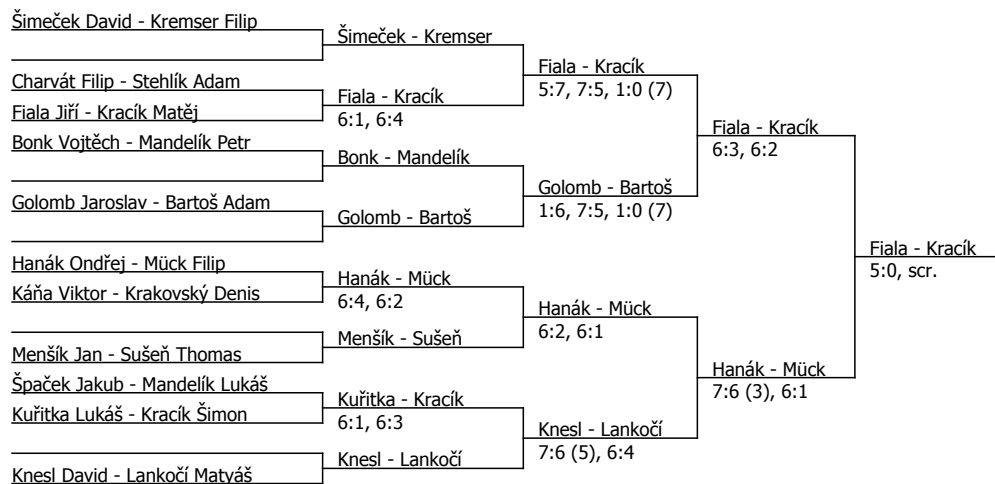 Šimeček David - Kremser Filip
Charvát Filip - Stehlík Adam
Fiala Jiří - Kracík Matěj
Bonk Vojtěch - Mandelík Petr
Golomb Jaroslav - Bartoš Adam
Hanák Ondřej - Mück Filip
Káňa Viktor - Krakovský Denis
Menšík Jan - Sušeň Thomas
Špaček Jakub - Mandelík Lukáš
Kuřitka Lukáš - Kracík Šimon
Knesl David - Lankočí Matyáš
Šimeček - Kremser
Fiala - Kracík
6:1, 6:4
Bonk - Mandelík
Golomb - Bartoš
Hanák - Mück
6:4, 6:2
Menšík - Sušeň
Kuřitka - Kracík
6:1, 6:3
Knesl - Lankočí
Fiala - Kracík
5:7, 7:5, 1:0 (7)
Golomb - Bartoš
1:6, 7:5, 1:0 (7)
Hanák - Mück
6:2, 6:1
Knesl - Lankočí
7:6 (5), 6:4
Fiala - Kracík
6:3, 6:2
Hanák - Mück
7:6 (3), 6:1
Fiala - Kracík
5:0, scr.